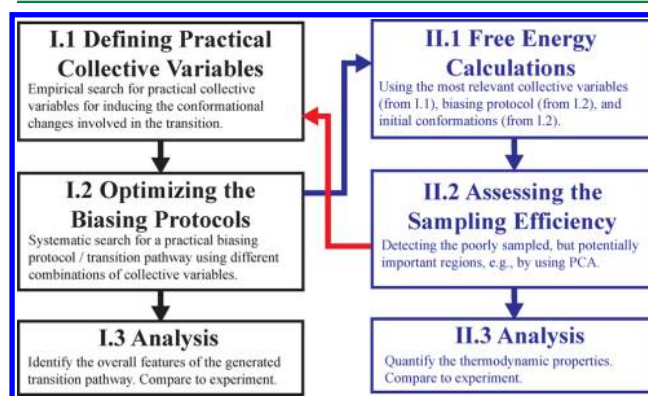 I.1 Defining Practical
Collective Variables
Empirical search for practical collective
variables for inducing the conformational
changes involved in the transition.
I.2 Optimizing the
Biasing Protocols
Systematic search for a practical biasing
protocol / transition pathway using different
combinations of collective variables.
I.3 Analysis
Identify the overall features of the generated
transition pathway. Compare to experiment.
II.1 Free Energy
Calculations
Using the most relevant collective variables
(from I.1), biasing protocol (from I.2), and
initial conformations (from I.2).
II.2 Assessing the
Sampling Efficiency
Detecting the poorly sampled, but potentially
important regions, e.g., by using PCA.
II.3 Analysis
Quantify the thermodynamic properties.
Compare to experiment.